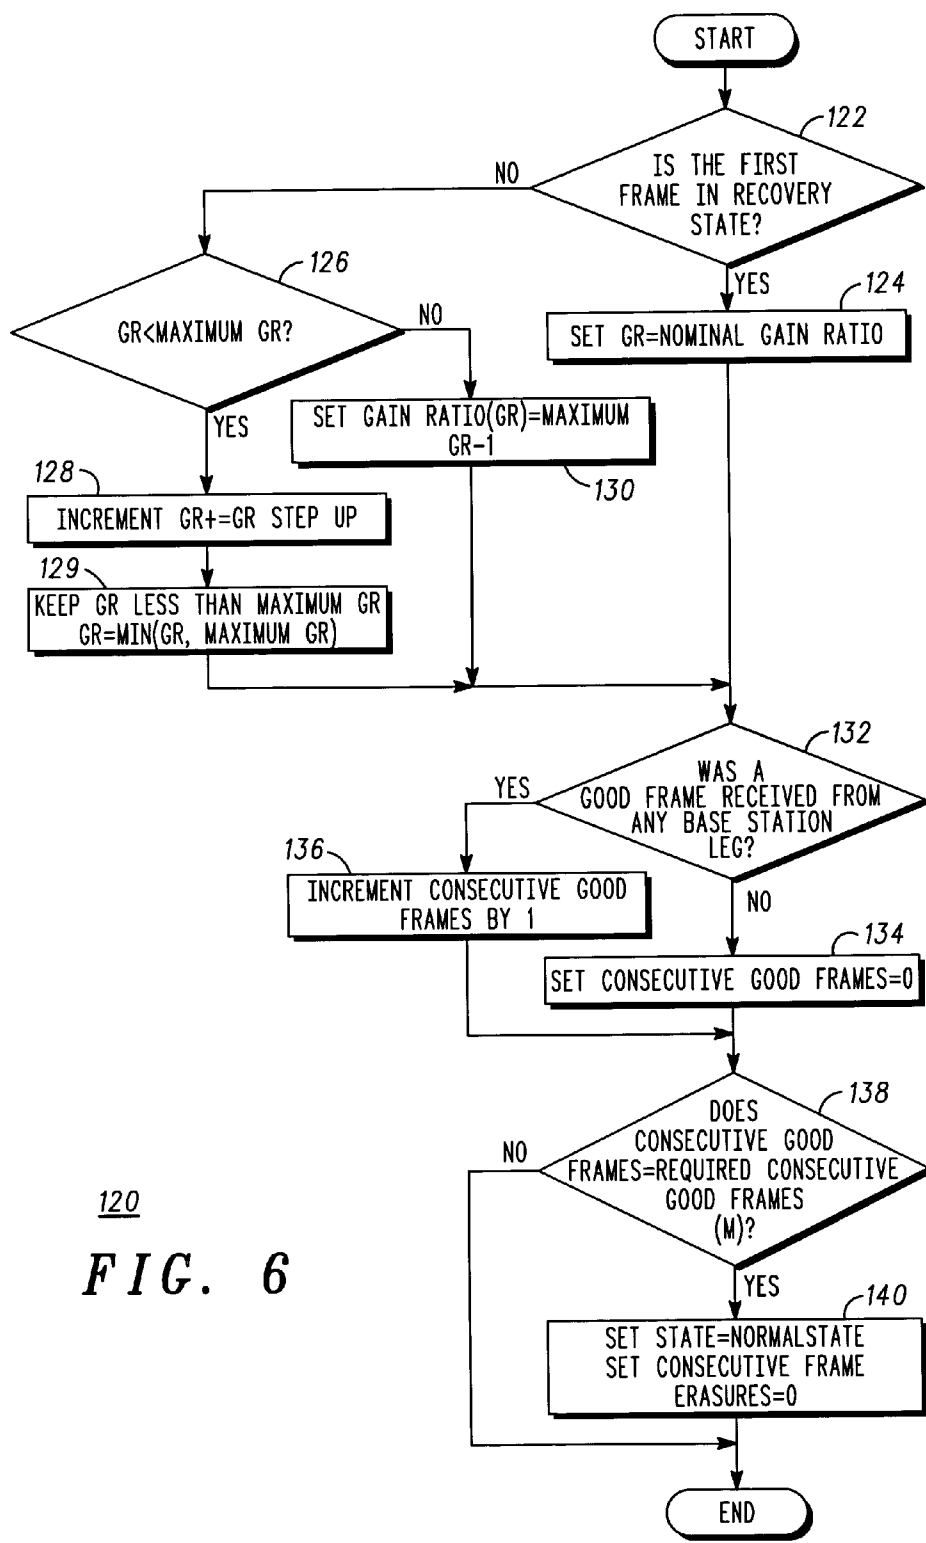 START
122
IS THE FIRST
FRAME IN RECOVERY
STATE?
NO
YES
126
GR<MAXIMUM GR?
NO
YES
124
SET GR=NOMINAL GAIN RATIO
SET GAIN RATIO(GR)=MAXIMUM
GR-1
130
128
INCREMENT GR+=GR STEP UP
129
KEEP GR LESS THAN MAXIMUM GR
GR=MIN(GR, MAXIMUM GR)
132
WAS A
GOOD FRAME RECEIVED FROM
ANY BASE STATION
LEG?
YES
NO
136
INCREMENT CONSECUTIVE GOOD
FRAMES BY 1
134
SET CONSECUTIVE GOOD FRAMES=0
138
DOES
CONSECUTIVE GOOD
FRAMES=REQUIRED CONSECUTIVE
GOOD FRAMES
(M)?
NO
YES
140
SET STATE=NORMALSTATE
SET CONSECUTIVE FRAME
ERASURES=0
END
120
FIG. 6